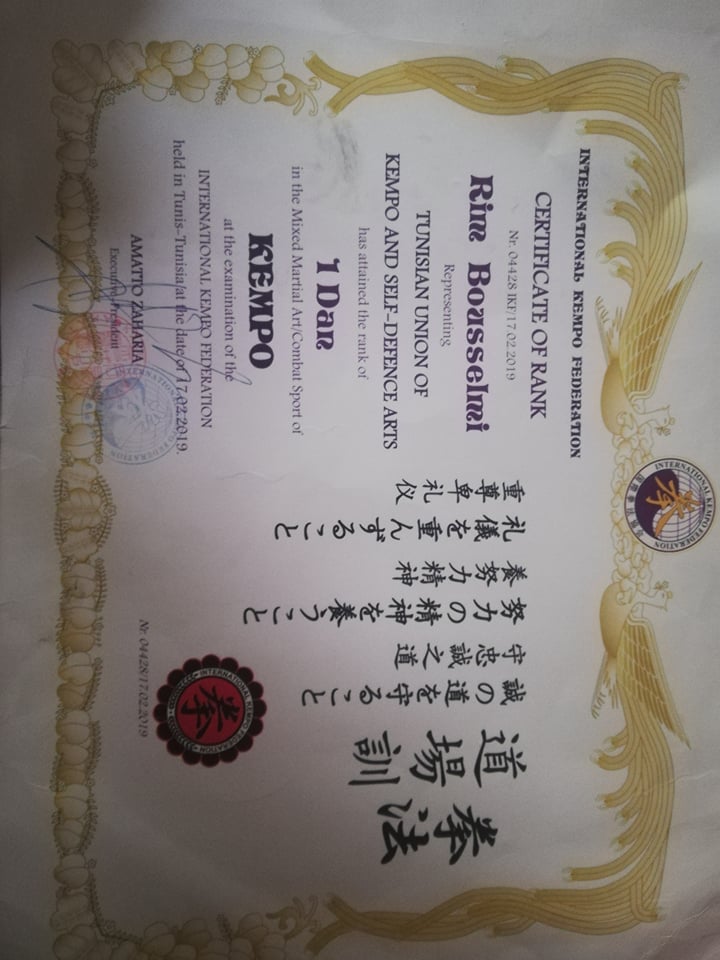 INTERNATIONAL KEMPO FEDERATION
INTERNATIONAL KEMPO FEDERATION
拳
CERTIFICATE OF RANK
Nr. 04428 IKF/17.02.2019
Rim Bousselmi
Representing
TUNISIAN UNION OF
KEMPO AND SELF-DEFENCE ARTS
has attained the rank of
1 Dan
in the Mixed Martial Art/Combat Sport of
KEMPO
at the examination of the
INTERNATIONAL KEMPO FEDERATION
held in Tunis-Tunisia/at the date of 17.02.2019.
AMATTO ZAHARIA
Executive President
INTERNATIONAL KEMPO FEDERATION
拳法
道場訓
誠の道を守ること
守忠誠之道
努力の精神を養うこと
養努力精神
礼儀を重んずること
重尊卑礼仪
INTERNATIONAL KEMPO FEDERATION
拳
Nr. 04428/17.02.2019